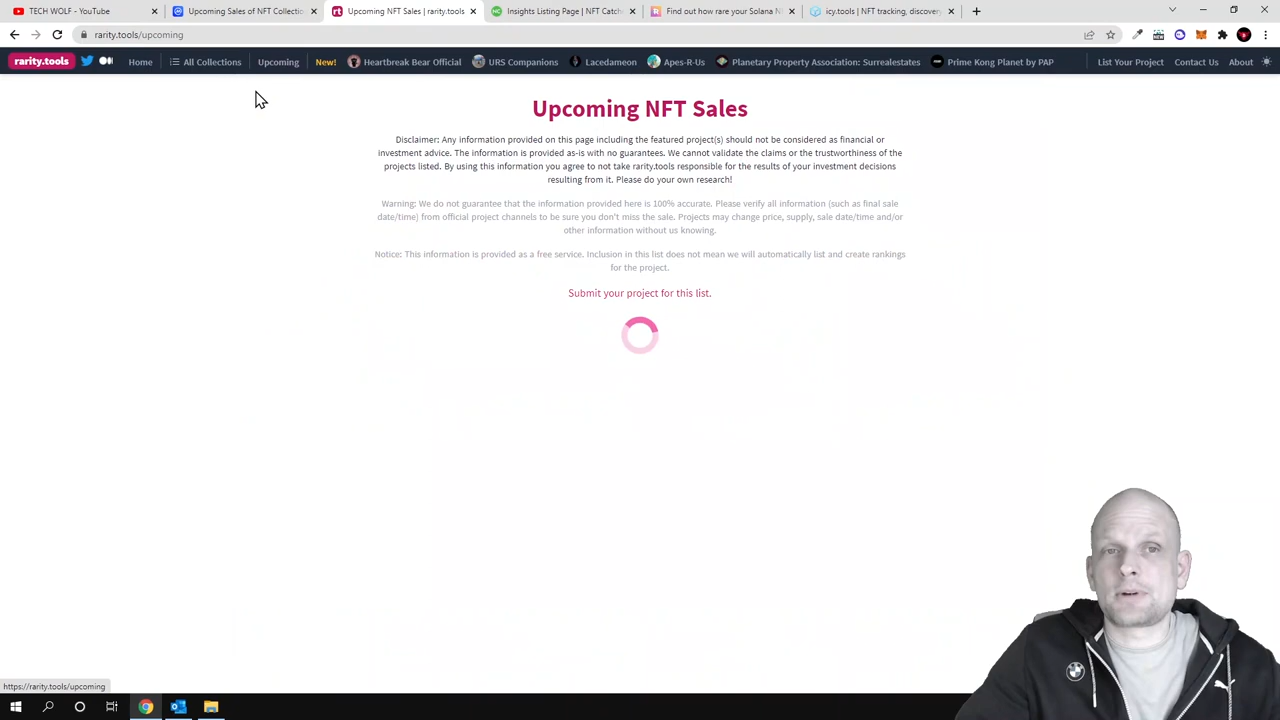 TECH WOLF - YouTube
Upcoming Sales of NFT Collection
Upcoming NFT Sales | rarity.tools
Insights Listing Page | NFT Catch
Find out how rare your Solana N
icy.tools | NFT tracking, discovery
rarity.tools/upcoming
rarity.tools
Home
All Collections
Upcoming
New!
Heartbreak Bear Official
URS Companions
Lacedameon
Apes-R-Us
Planetary Property Association: Surrealestates
Prime Kong Planet by PAP
List Your Project
Contact Us
About
Upcoming NFT Sales
Disclaimer: Any information provided on this page including the featured project(s) should not be considered as financial or
investment advice. The information is provided as-is with no guarantees. We cannot validate the claims or the trustworthiness of the
projects listed. By using this information you agree to not take rarity.tools responsible for the results of your investment decisions
resulting from it. Please do your own research!
Warning: We do not guarantee that the information provided here is 100% accurate. Please verify all information (such as final sale
date/time) from official project channels to be sure you don't miss the sale. Projects may change price, supply, sale date/time and/or
other information without us knowing.
Notice: This information is provided as a free service. Inclusion in this list does not mean we will automatically list and create rankings
for the project.
Submit your project for this list.
https://rarity.tools/upcoming